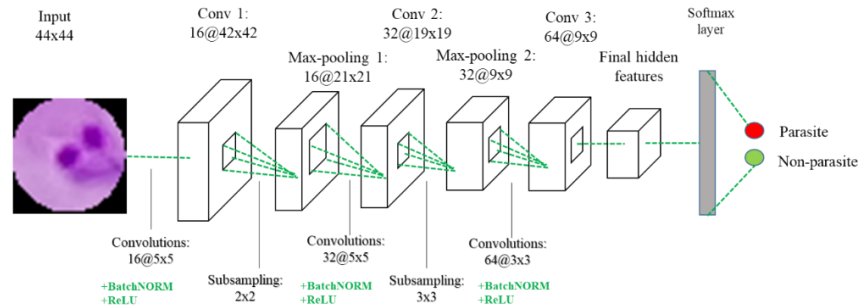 Input
44x44
Conv 1:
16@42x42
Max-pooling 1:
16@21x21
Conv 2:
32@19x19
Max-pooling 2:
32@9x9
Conv 3:
64@9x9
Final hidden
features
Softmax
layer
Parasite
Non-parasite
Convolutions:
16@5x5
+BatchNORM
+ReLU
Subsampling:
2x2
Convolutions:
32@5x5
+BatchNORM
+ReLU
Subsampling:
3x3
Convolutions:
64@3x3
+BatchNORM
+ReLU